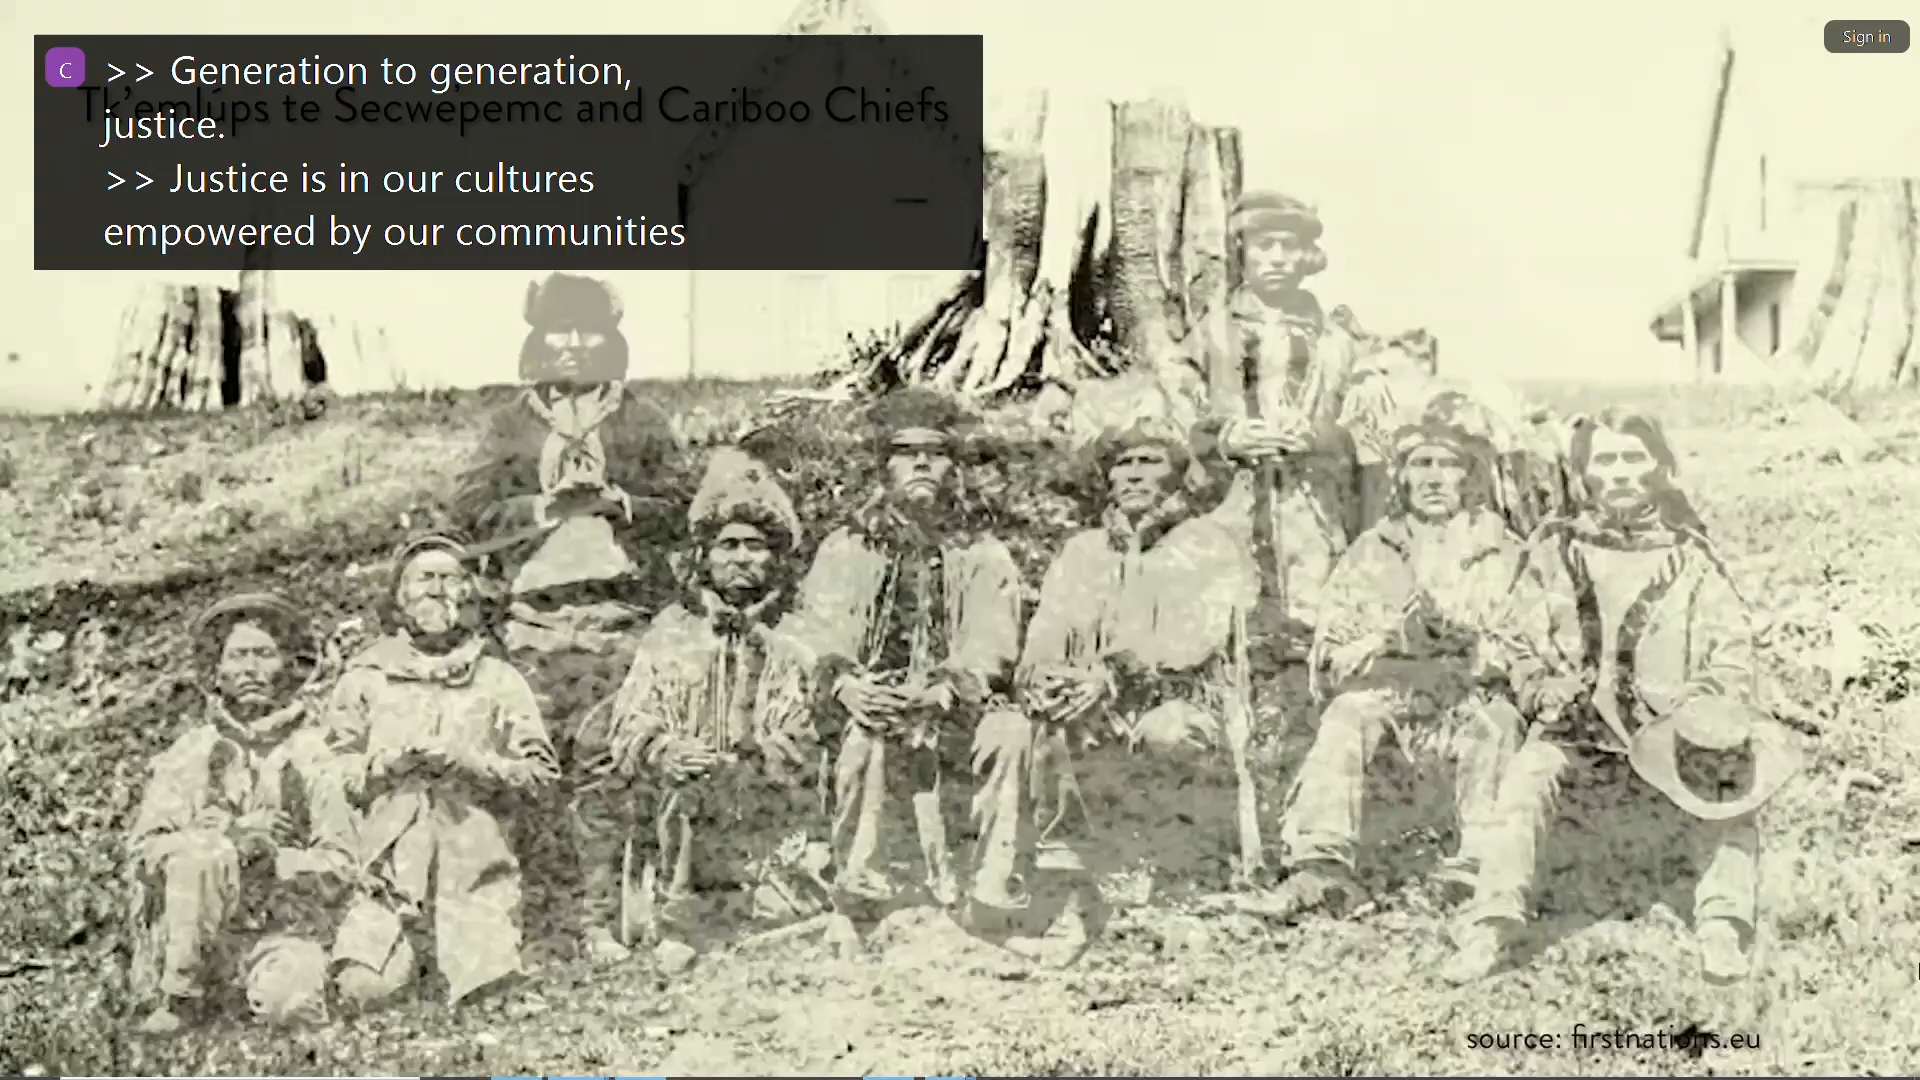 Sign in
C
>> Generation to generation,
Tk'emlúps te Secwépemc and Cariboo Chiefs
justice.
>> Justice is in our cultures
empowered by our communities
source: firstnations.eu